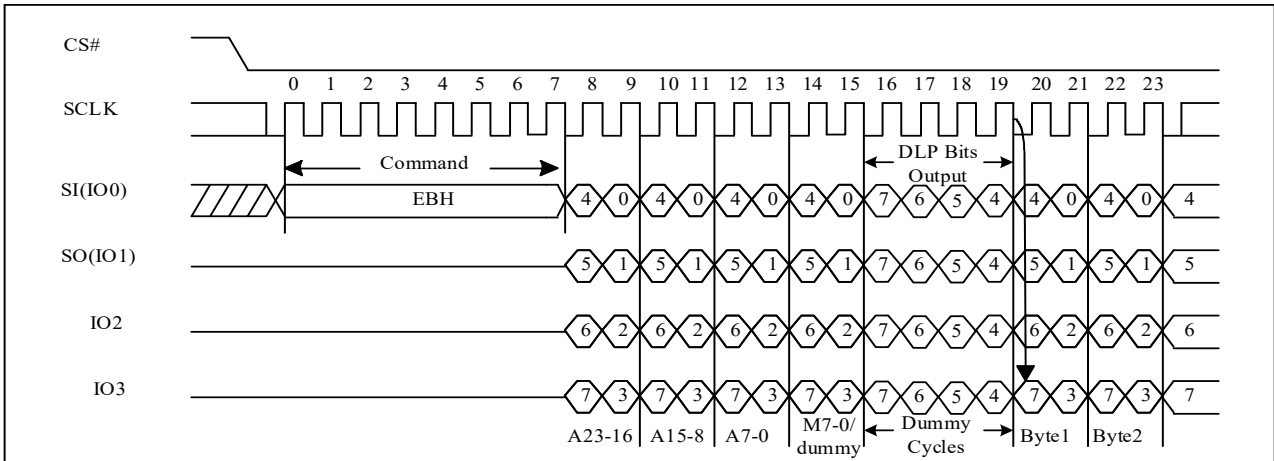 CS#
0 1 2 3 4 5 6 7 8 9 10 11 12 13 14 15 16 17 18 19 20 21 22 23
SCLK
Command
DLP Bits
Output
SI(IO0) EBH 4 0 4 0 4 0 4 0 7 6 5 4 4 0 4 0 4
SO(IO1) 5 1 5 1 5 1 5 1 7 6 5 4 5 1 5 1 5
IO2 6 2 6 2 6 2 6 2 7 6 5 4 6 2 6 2 6
IO3 7 3 7 3 7 3 7 3 7 6 5 4 7 3 7 3 7
A23-16 A15-8 A7-0 M7-0/
dummy
Dummy
Cycles
Byte1 Byte2